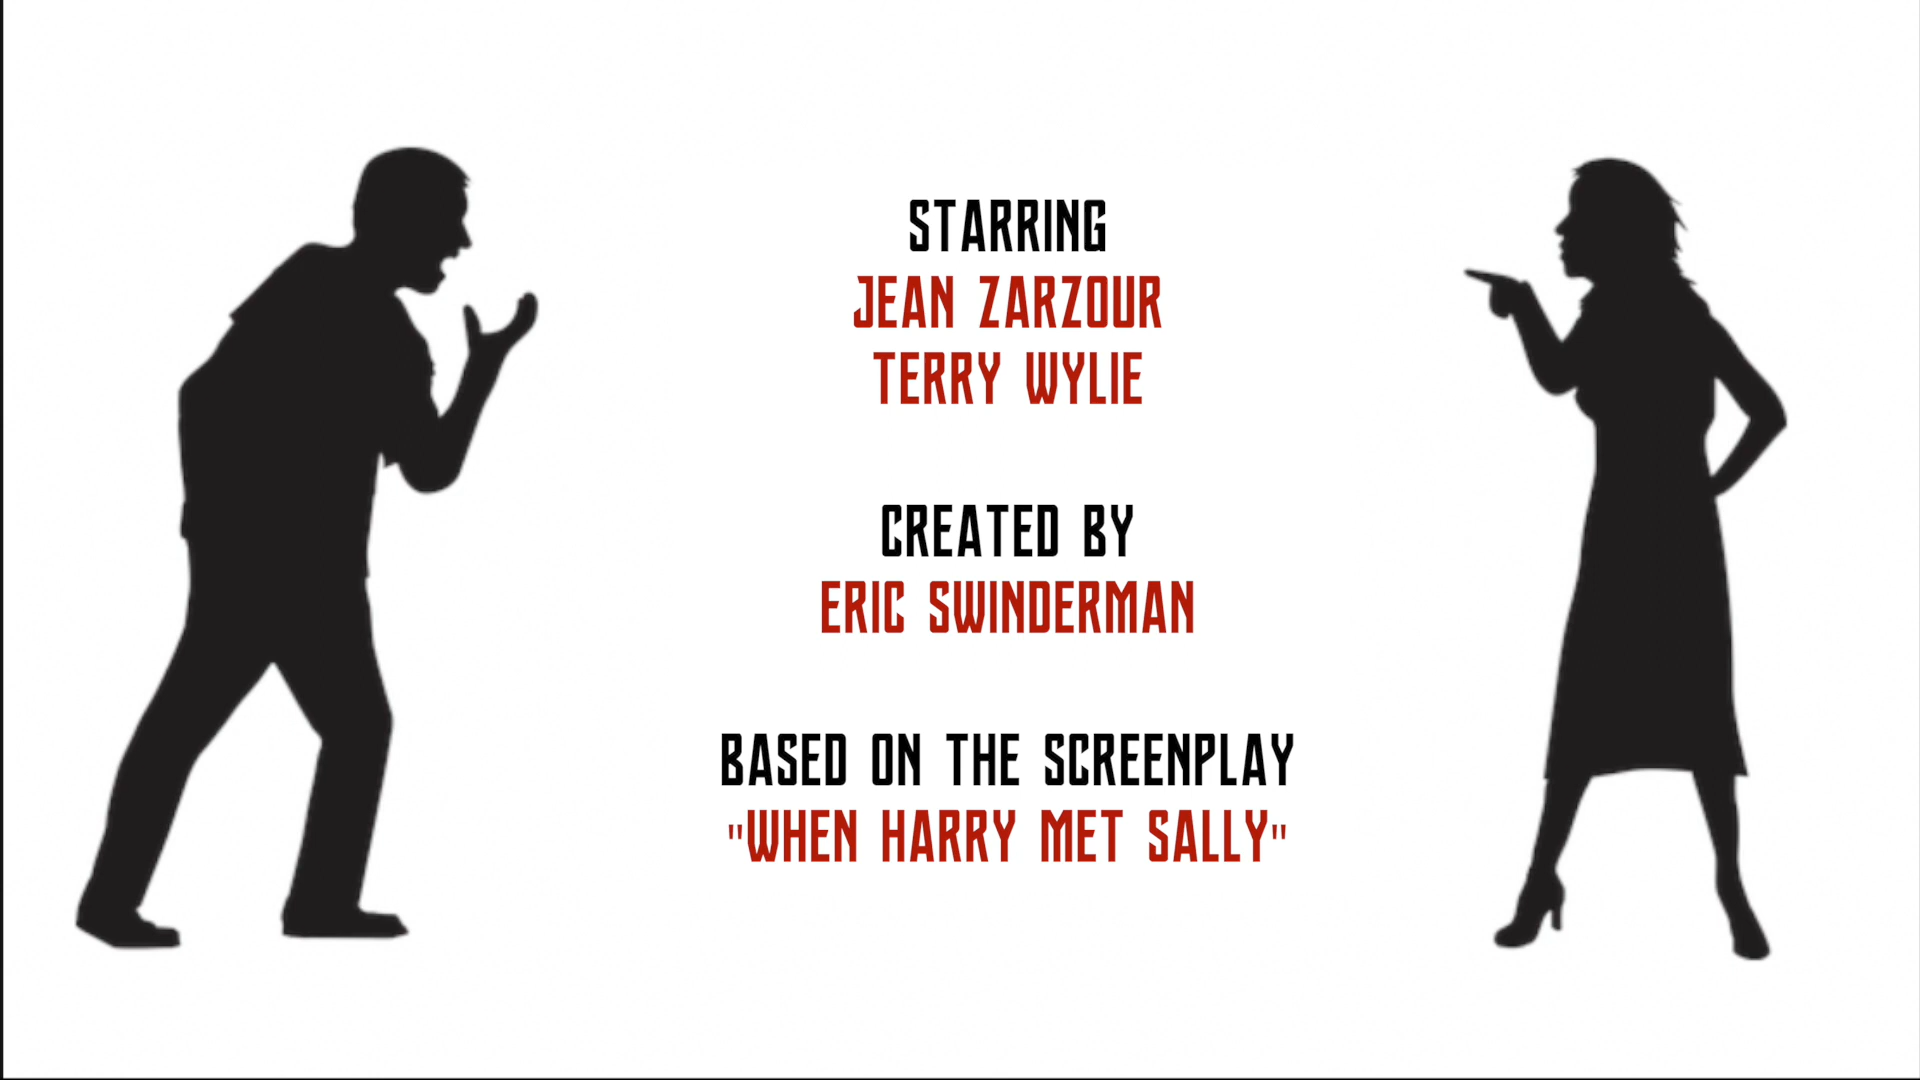 STARRING
JEAN ZARZOUR
TERRY WYLIE
CREATED BY
ERIC SWINDERMAN
BASED ON THE SCREENPLAY
"WHEN HARRY MET SALLY"